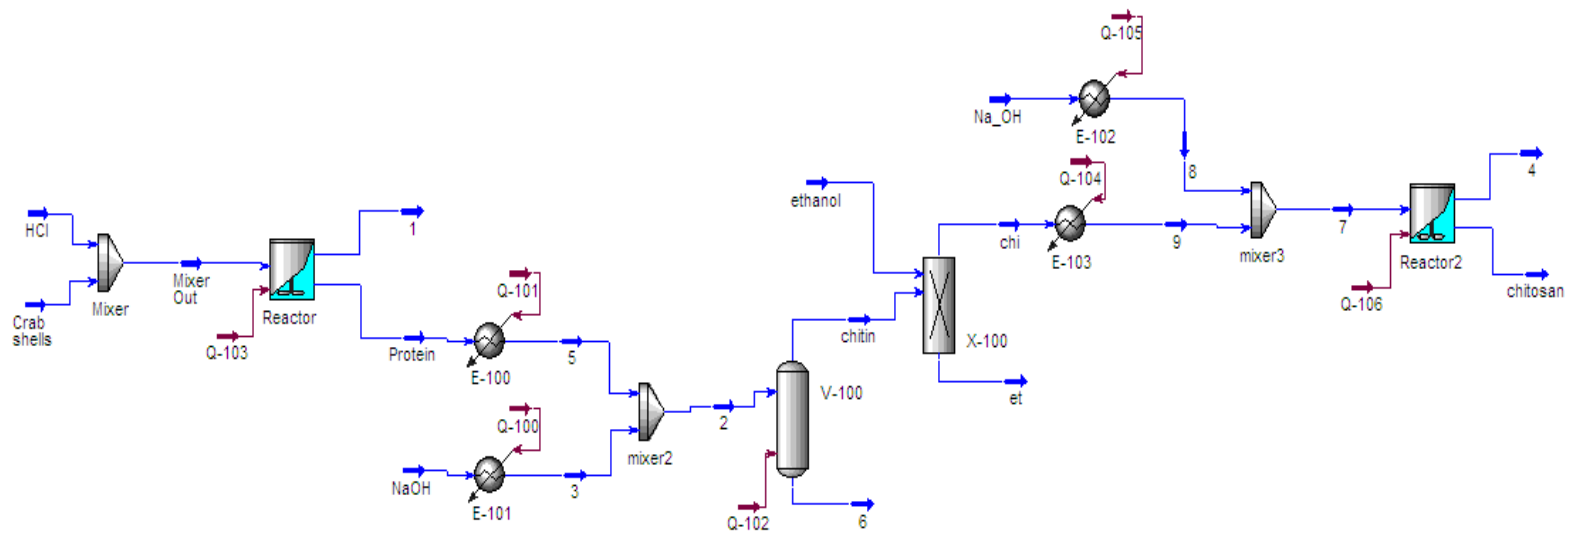 Q-105
Na_OH
E-102
Q-104
8
4
ethanol
HCl
1
chi
E-103
9
mixer3
7
Reactor2
Mixer
Out
Mixer
Reactor
Crab
shells
Q-103
Q-101
Protein
E-100
5
chitin
X-100
Q-106
chitosan
Q-100
mixer2
2
V-100
et
NaOH
E-101
3
Q-102
6